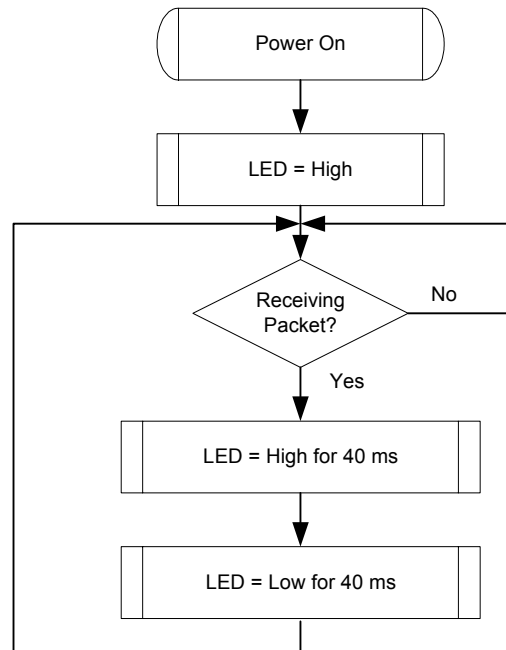 Power On
LED = High
Receiving
Packet?
No
Yes
LED = High for 40 ms
LED = Low for 40 ms